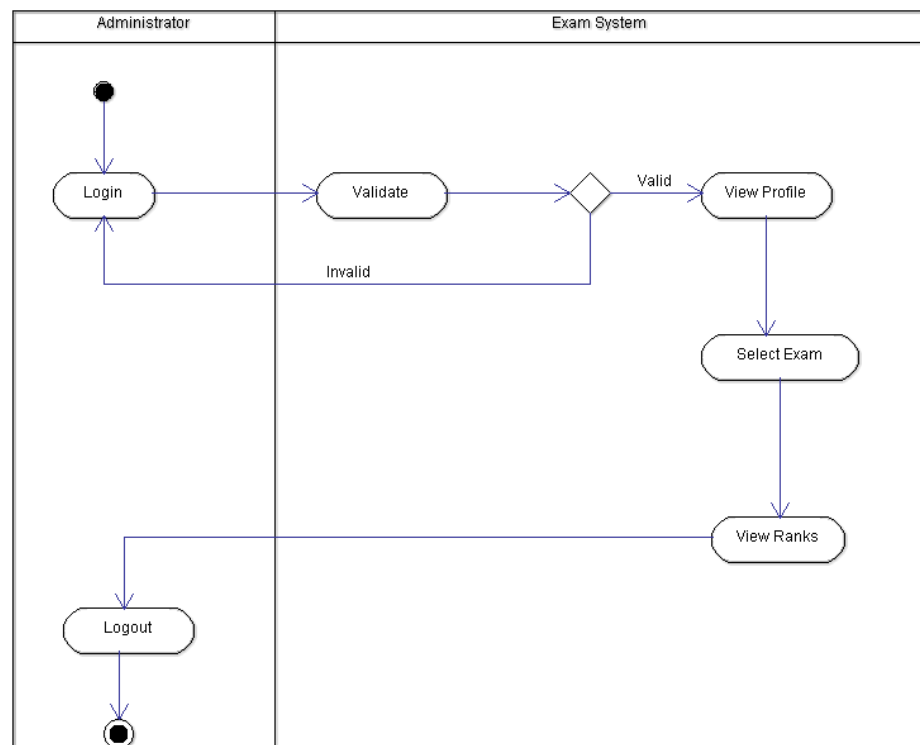 Administrator
Exam System
Login
Validate
Valid
View Profile
Invalid
Select Exam
View Ranks
Logout